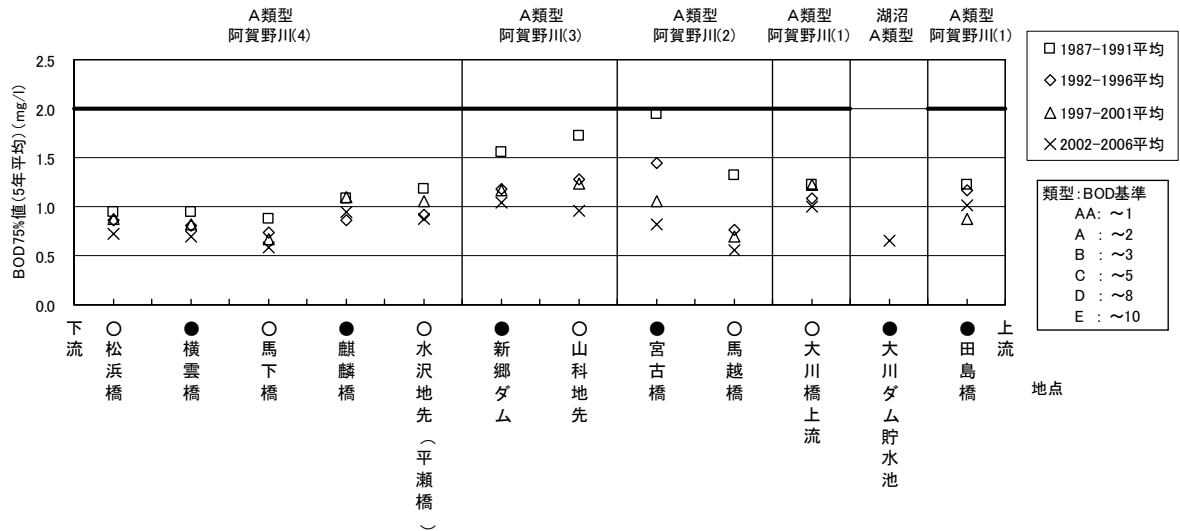 A類型
阿賀野川(4)
A類型
阿賀野川(3)
A類型
阿賀野川(2)
A類型
阿賀野川(1)
湖沼
A類型
A類型
阿賀野川(1)
BOD75%値(5年平均)(mg/l)
2.5
2.0
1.5
1.0
0.5
0.0
□ 1987-1991平均
◇ 1992-1996平均
△ 1997-2001平均
× 2002-2006平均
類型:BOD基準
AA: ~1
A : ~2
B : ~3
C : ~5
D : ~8
E : ~10
下流
○松浜橋
●横雲橋
○馬下橋
●麒麟橋
○水沢地先(平瀬橋)
●新郷ダム
○山科地先
●宮古橋
○馬越橋
○大川橋上流
●大川ダム貯水池
●田島橋
上流
地点